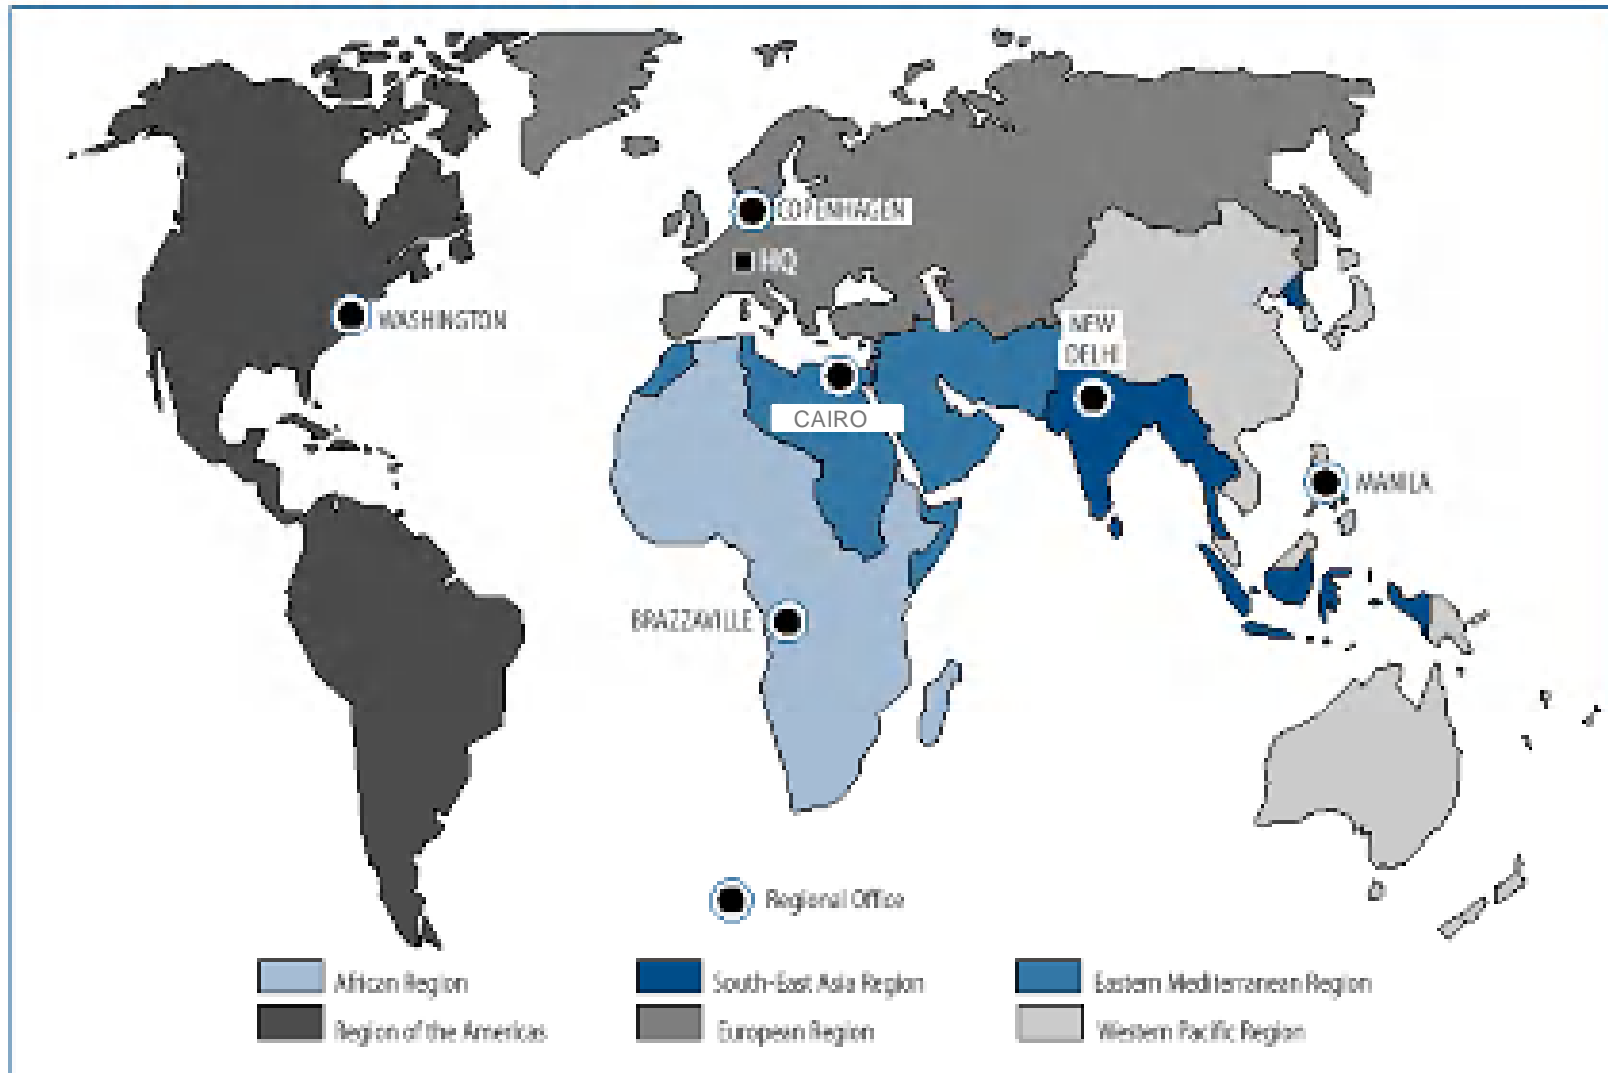 COPENHAGEN
HQ
WASHINGTON
NEW
DELHI
CAIRO
MANILA
BRAZZAVILLE
Regional Office
African Region
South-East Asia Region
Eastern Mediterranean Region
Region of the Americas
European Region
Western Pacific Region